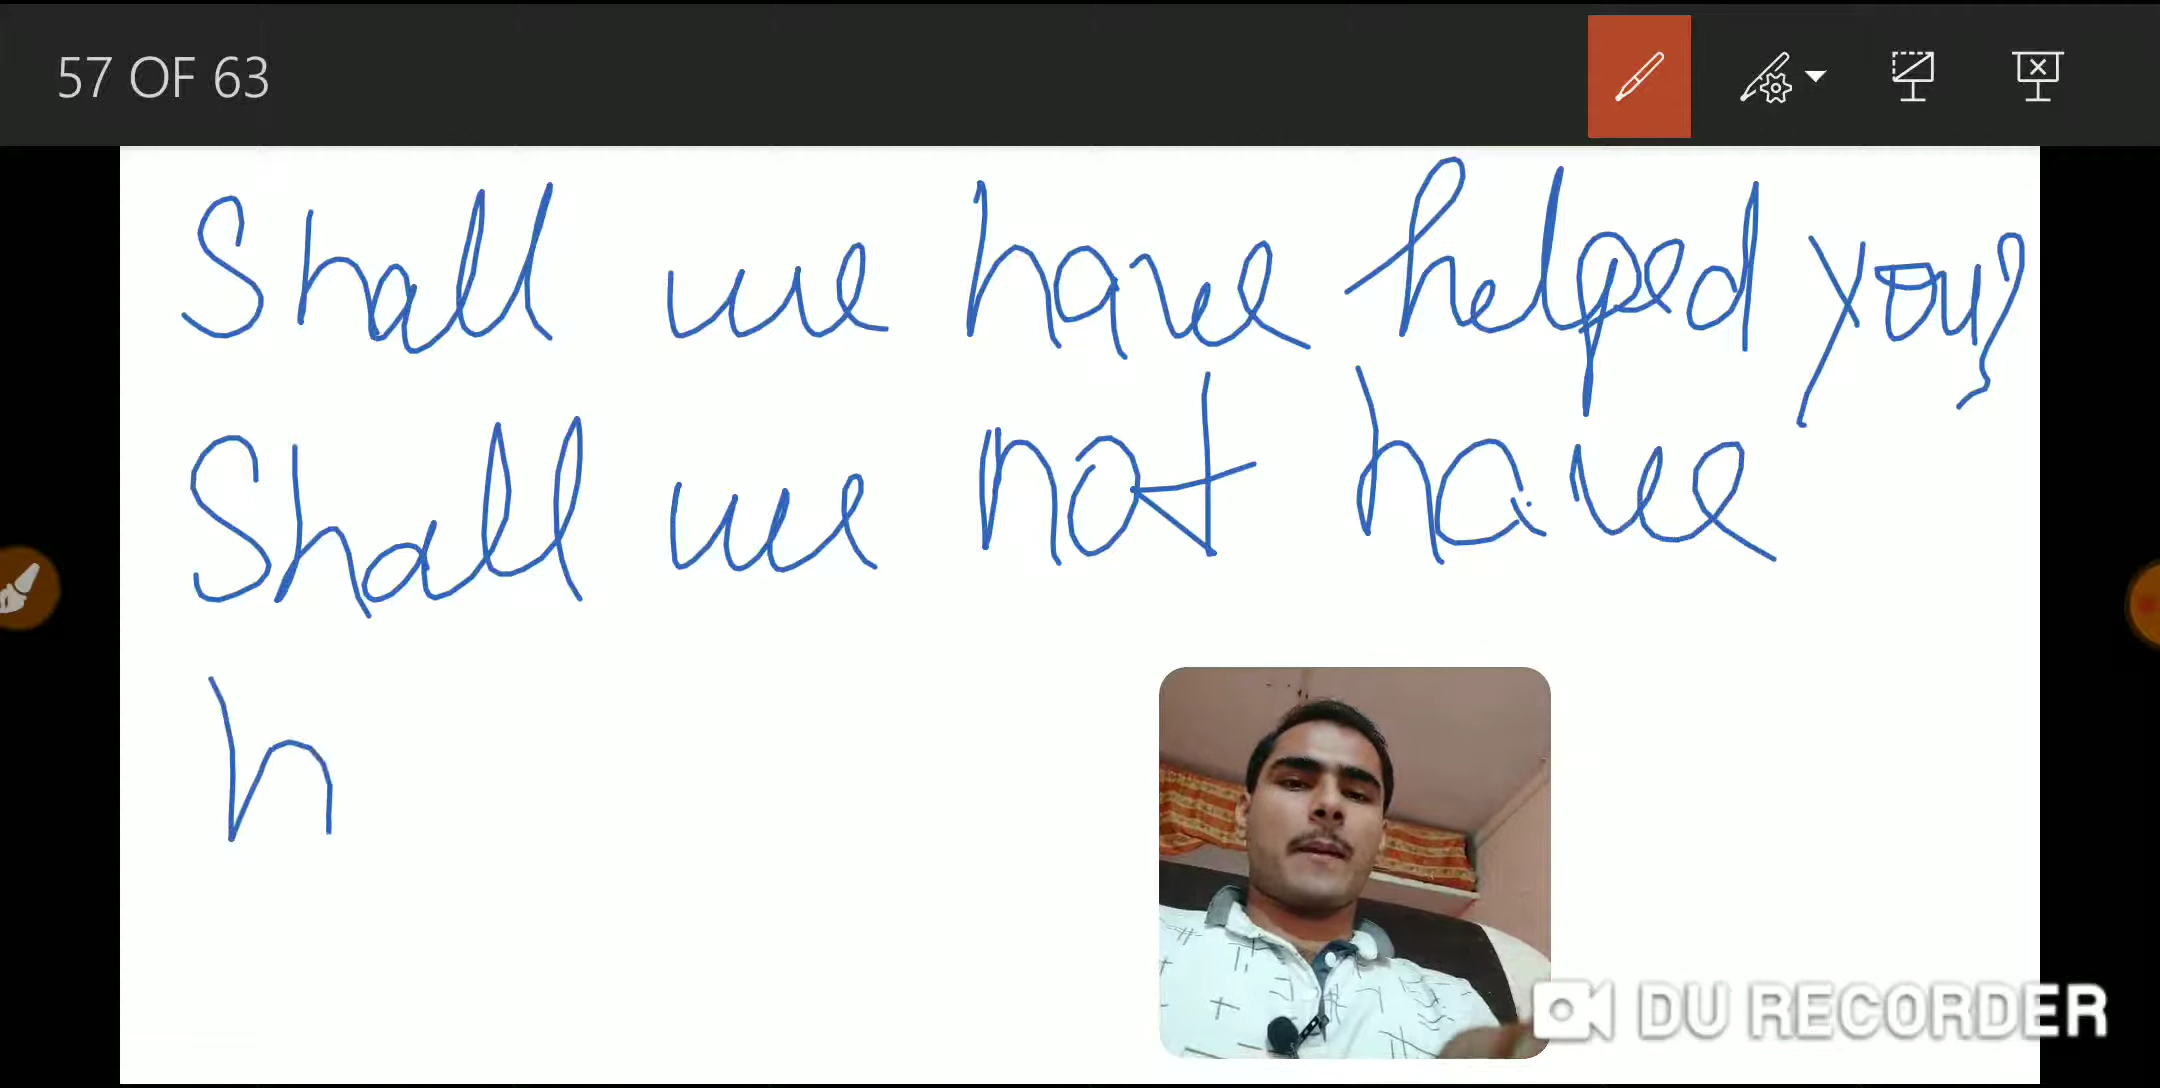 57 OF 63
Shall we have helped you?
Shall we not have
h
DU RECORDER